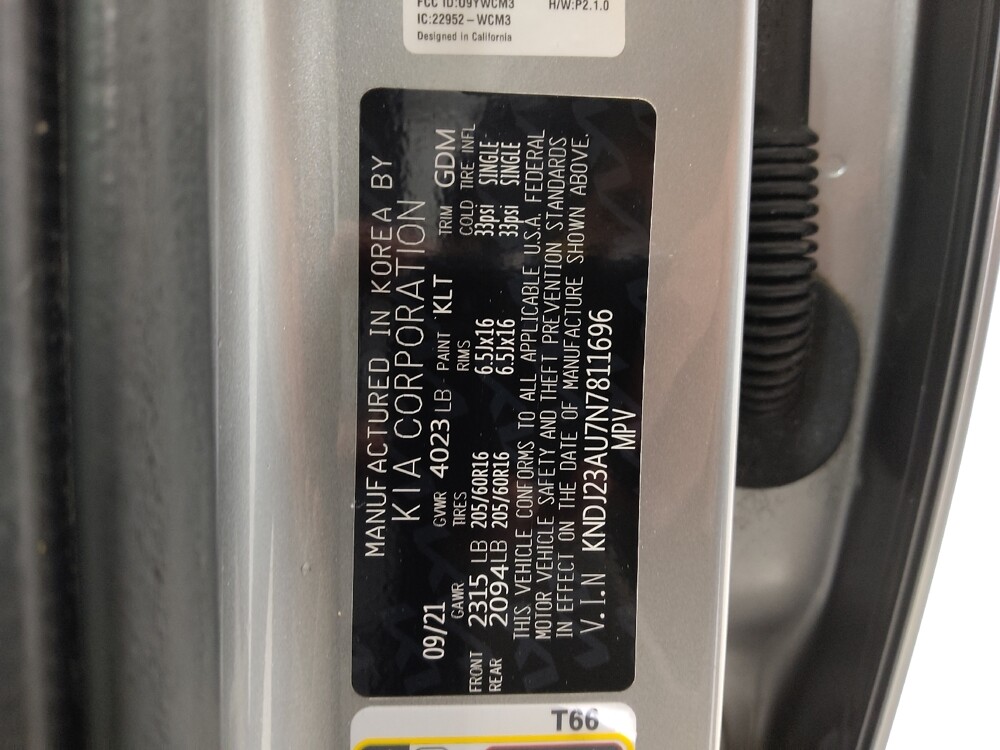 FCC ID:O9YWCM3 H/W:P2.1.0
IC:22952-WCM3
Designed in California
MANUFACTURED IN KOREA BY
KIA CORPORATION
09/21 GVWR 4023 LB PAINT KLT TRIM GDM
GAWR TIRES RIMS COLD TIRE INFL
FRONT 2315 LB 205/60R16 6.5Jx16 33psi SINGLE
REAR 2094LB 205/60R16 6.5Jx16 33psi SINGLE
THIS VEHICLE CONFORMS TO ALL APPLICABLE U.S.A. FEDERAL
MOTOR VEHICLE SAFETY AND THEFT PREVENTION STANDARDS
IN EFFECT ON THE DATE OF MANUFACTURE SHOWN ABOVE.
V.I.N KNDJ23AU7N7811696
MPV
T66